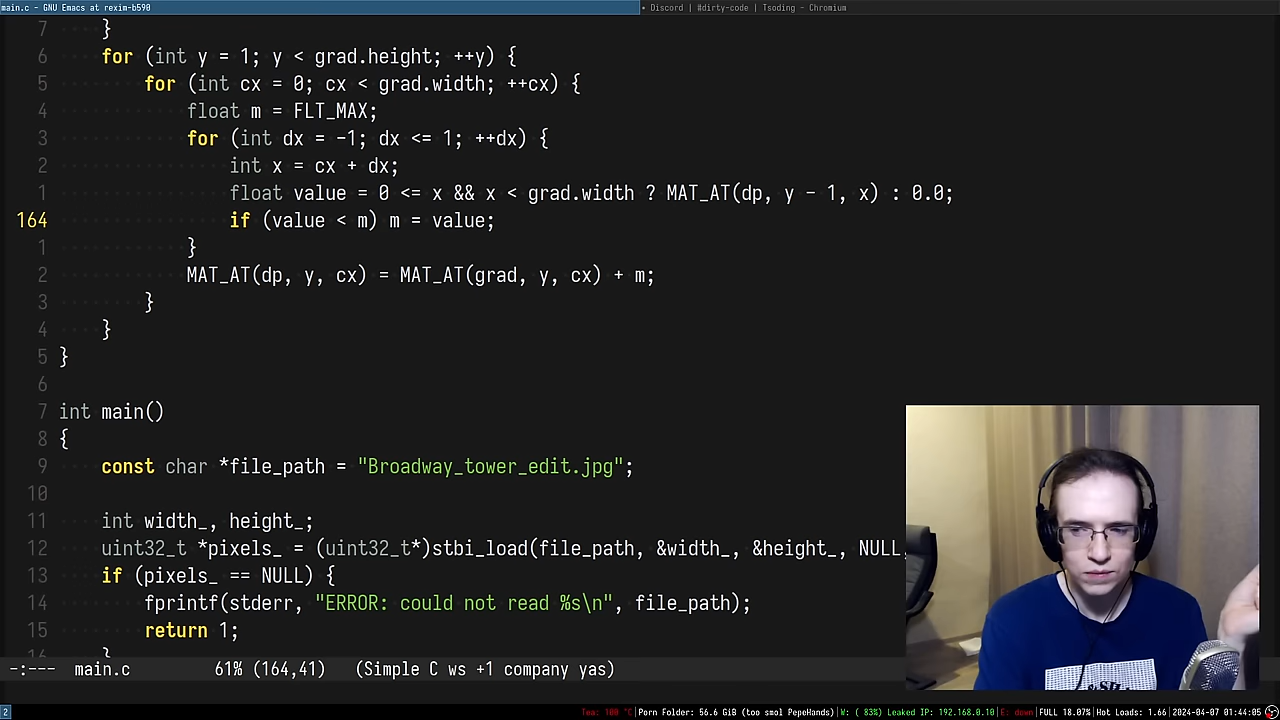 main.c - GNU Emacs at rexim-b590
• Discord | #dirty-code | Tsoding - Chromium
7 }
6 for (int y = 1; y < grad.height; ++y) {
5 for (int cx = 0; cx < grad.width; ++cx) {
4 float m = FLT_MAX;
3 for (int dx = -1; dx <= 1; ++dx) {
2 int x = cx + dx;
1 float value = 0 <= x && x < grad.width ? MAT_AT(dp, y - 1, x) : 0.0;
164 if (value < m) m = value;
1 }
2 MAT_AT(dp, y, cx) = MAT_AT(grad, y, cx) + m;
3 }
4 }
5 }
6
7 int main()
8 {
9 const char *file_path = "Broadway_tower_edit.jpg";
10
11 int width_, height_;
12 uint32_t *pixels_ = (uint32_t*)stbi_load(file_path, &width_, &height_, NULL,
13 if (pixels_ == NULL) {
14 fprintf(stderr, "ERROR: could not read %s\n", file_path);
15 return 1;
16 }
-:--- main.c 61% (164,41) (Simple C ws +1 company yas)
2
Tea: 100 °C|Porn Folder: 56.6 GiB (too smol PepeHands)|W: ( 83%) Leaked IP: 192.168.0.10|E: down|FULL 18.07%|Hot Loads: 1.66|2024-04-07 01:44:05